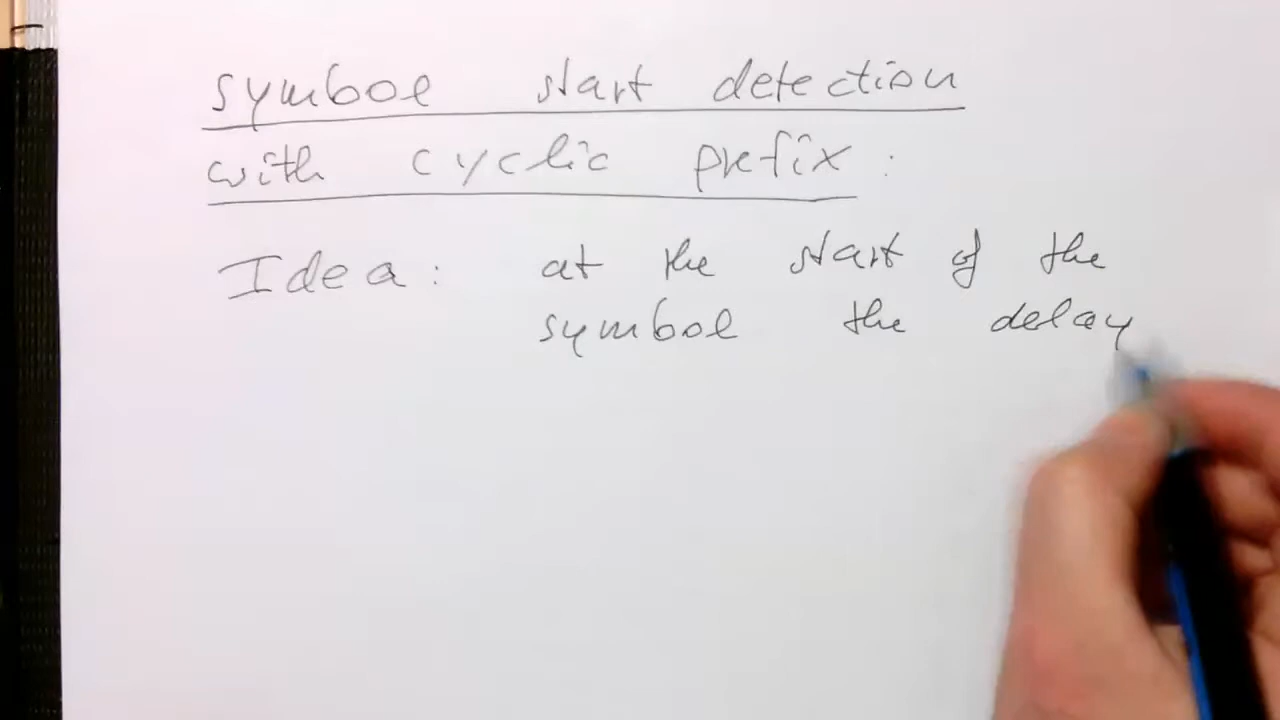 symbol start detection
with cyclic prefix :
Idea : at the start of the
symbol the delay